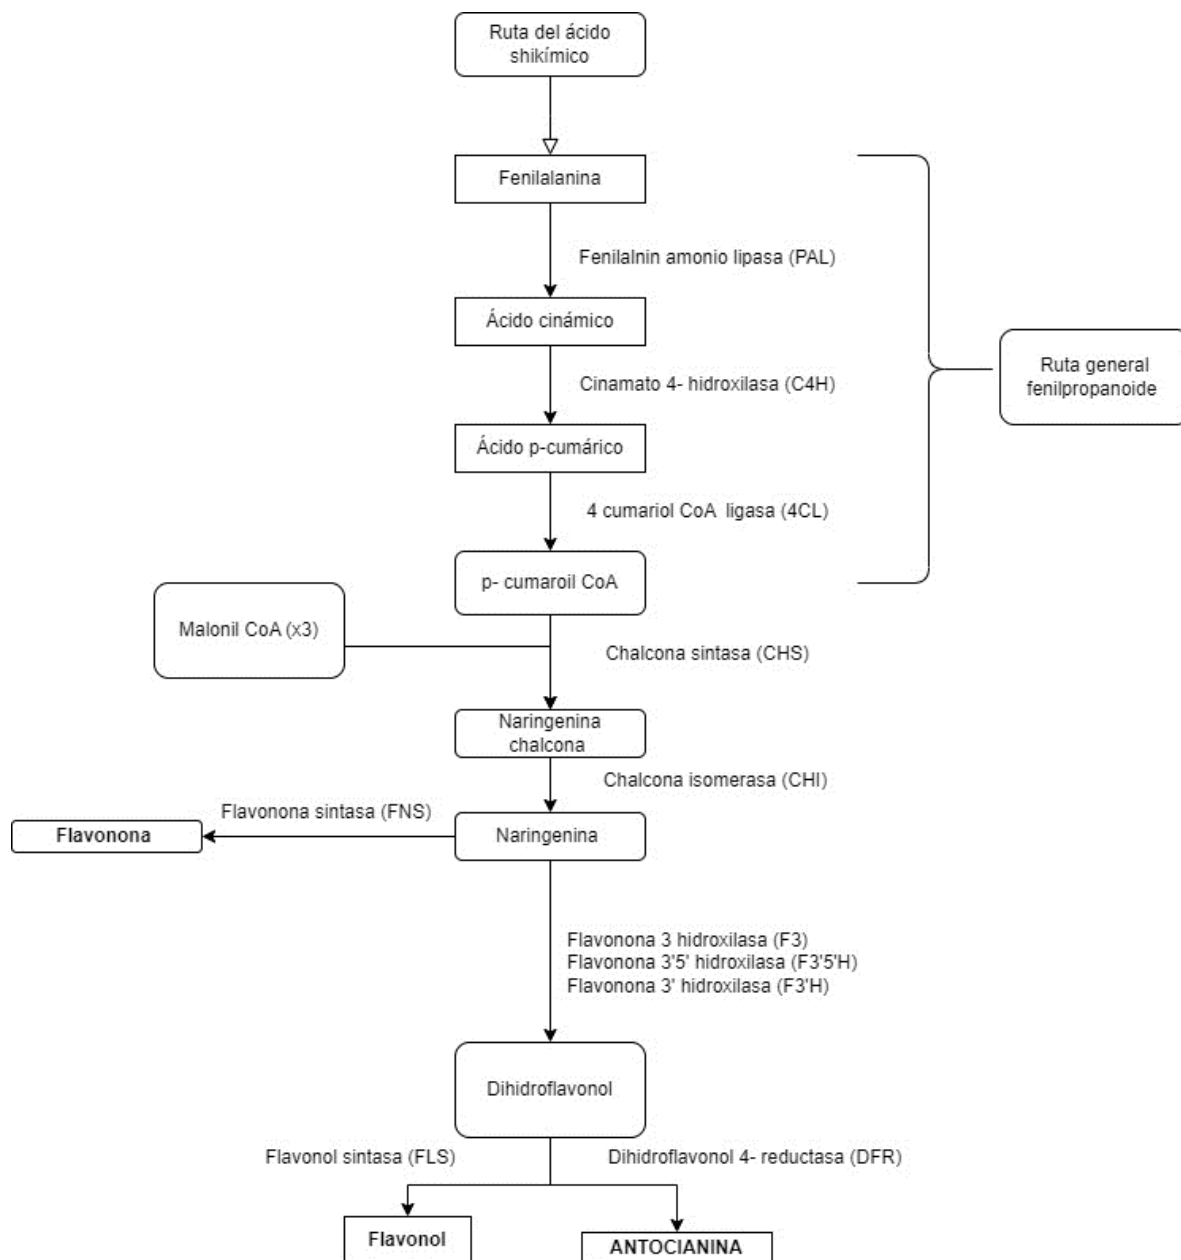 Ruta del ácido
shikímico
Fenilalanina
Fenilalnin amonio lipasa (PAL)
Ácido cinámico
Cinamato 4- hidroxilasa (C4H)
Ruta general
fenilpropanoide
Ácido p-cumárico
4 cumariol CoA ligasa (4CL)
p- cumaroil CoA
Malonil CoA (x3)
Chalcona sintasa (CHS)
Naringenina
chalcona
Chalcona isomerasa (CHI)
Flavonona sintasa (FNS)
Flavonona
Naringenina
Flavonona 3 hidroxilasa (F3)
Flavonona 3'5' hidroxilasa (F3'5'H)
Flavonona 3' hidroxilasa (F3'H)
Dihidroflavonol
Flavonol sintasa (FLS)
Dihidroflavonol 4- reductasa (DFR)
Flavonol
ANTOCIANINA